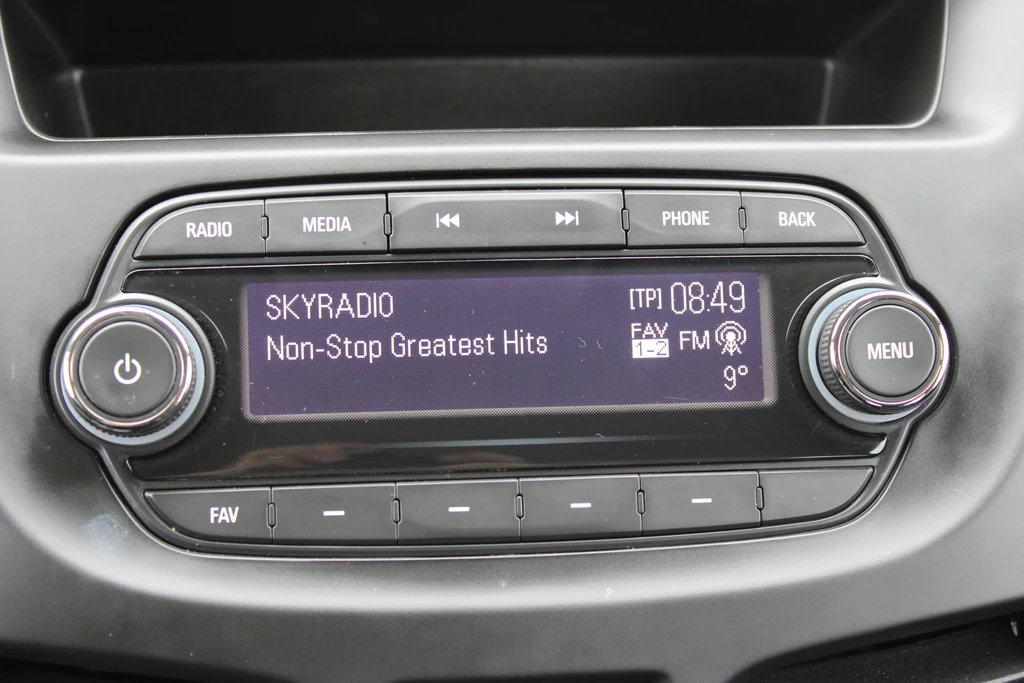 RADIO MEDIA PHONE BACK
SKYRADIO [TP] 08:49
Non-Stop Greatest Hits FAV 1-2 FM
9°
MENU
FAV